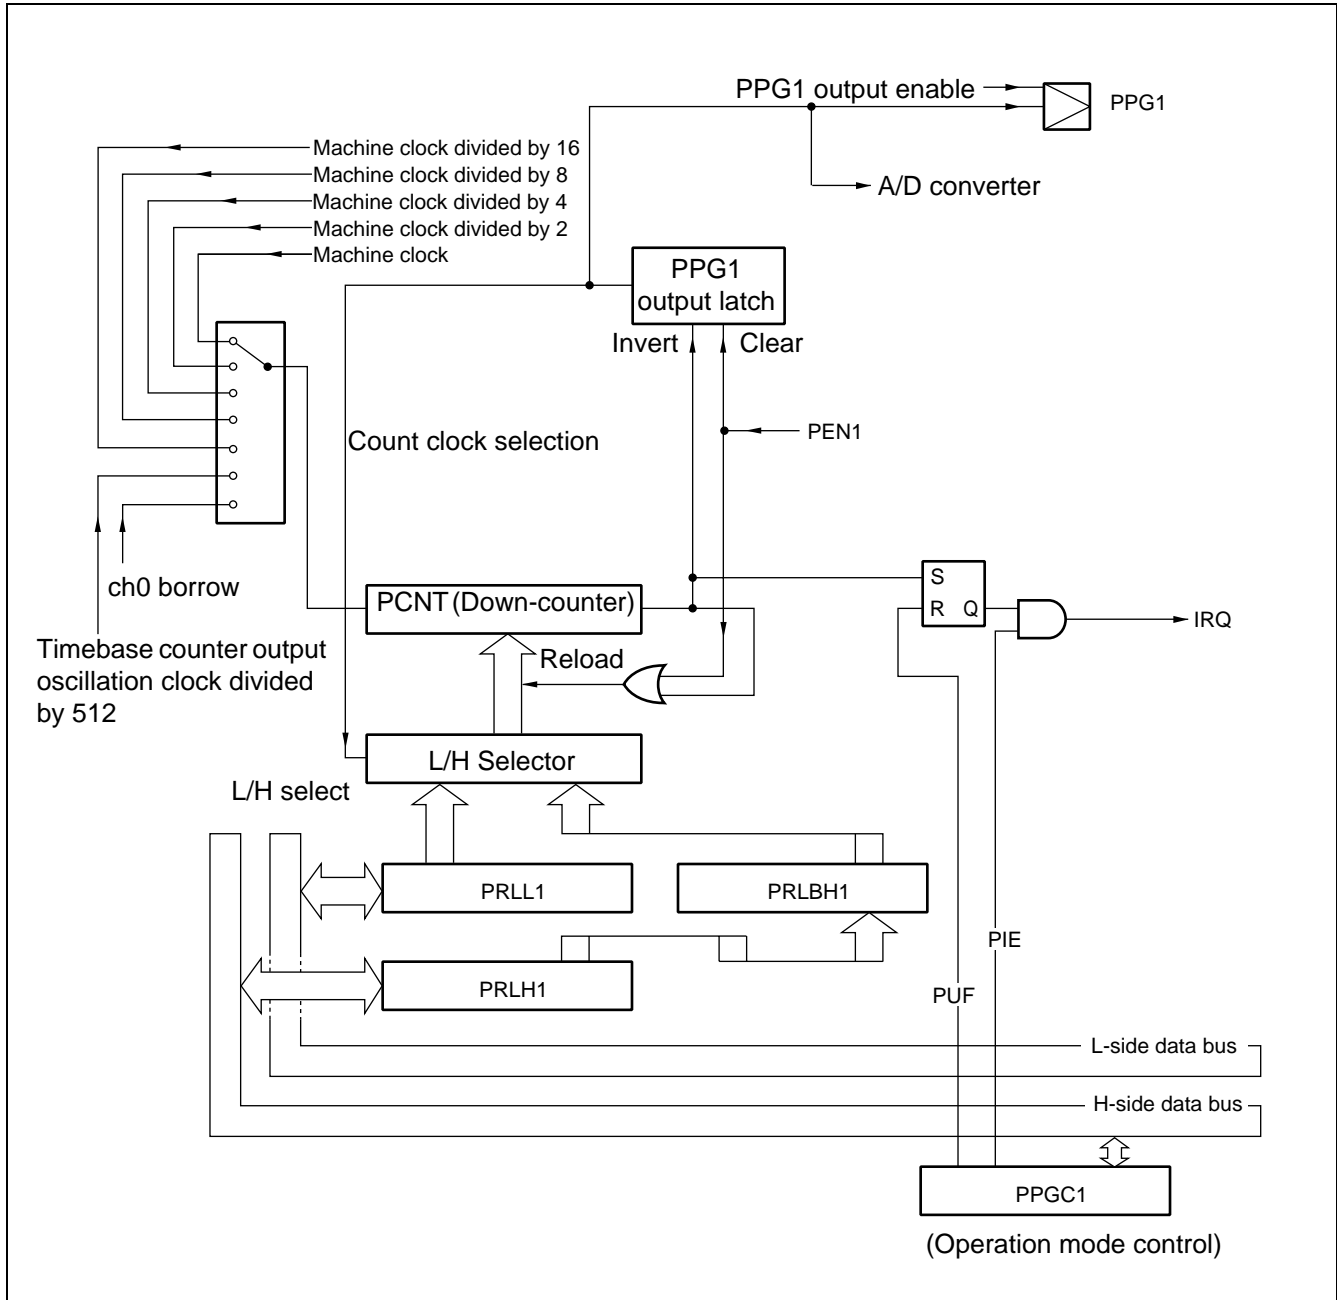 PPG1 output enable
PPG1
Machine clock divided by 16
Machine clock divided by 8
Machine clock divided by 4
Machine clock divided by 2
Machine clock
A/D converter
PPG1
output latch
Invert
Clear
PEN1
Count clock selection
ch0 borrow
PCNT (Down-counter)
S
R
Q
IRQ
Timebase counter output
oscillation clock divided
by 512
Reload
L/H Selector
L/H select
PRLL1
PRLBH1
PIE
PRLH1
PUF
L-side data bus
H-side data bus
PPGC1
(Operation mode control)